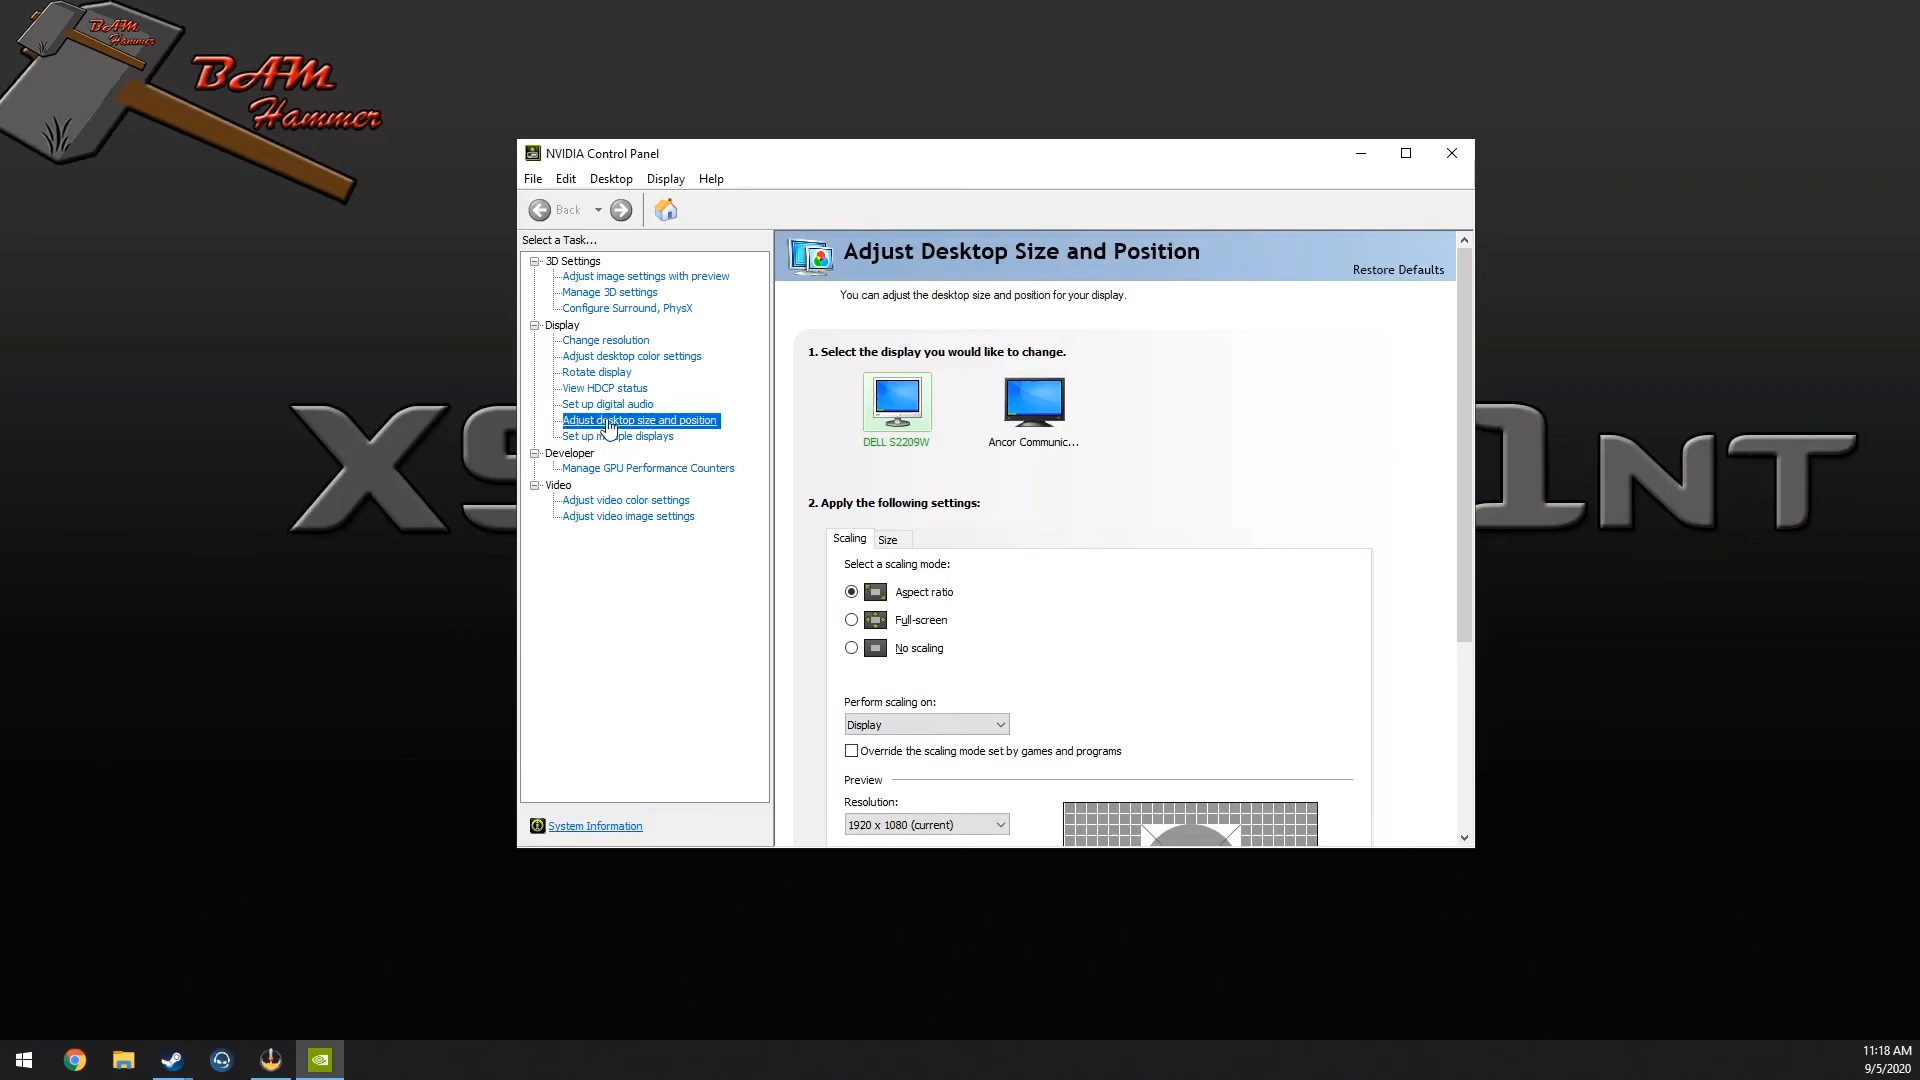 BAM
Hammer
BAM
Hammer
NVIDIA Control Panel
File Edit Desktop Display Help
Back
Select a Task...
3D Settings
Adjust image settings with preview
Manage 3D settings
Configure Surround, PhysX
Display
Change resolution
Adjust desktop color settings
Rotate display
View HDCP status
Set up digital audio
Adjust desktop size and position
Set up multiple displays
Developer
Manage GPU Performance Counters
Video
Adjust video color settings
Adjust video image settings
System Information
Adjust Desktop Size and Position
Restore Defaults
You can adjust the desktop size and position for your display.
1. Select the display you would like to change.
DELL S2209W
Ancor Communic...
2. Apply the following settings:
Scaling Size
Select a scaling mode:
Aspect ratio
Full-screen
No scaling
Perform scaling on:
Display
Override the scaling mode set by games and programs
Preview
Resolution:
1920 x 1080 (current)
11:18 AM
9/5/2020